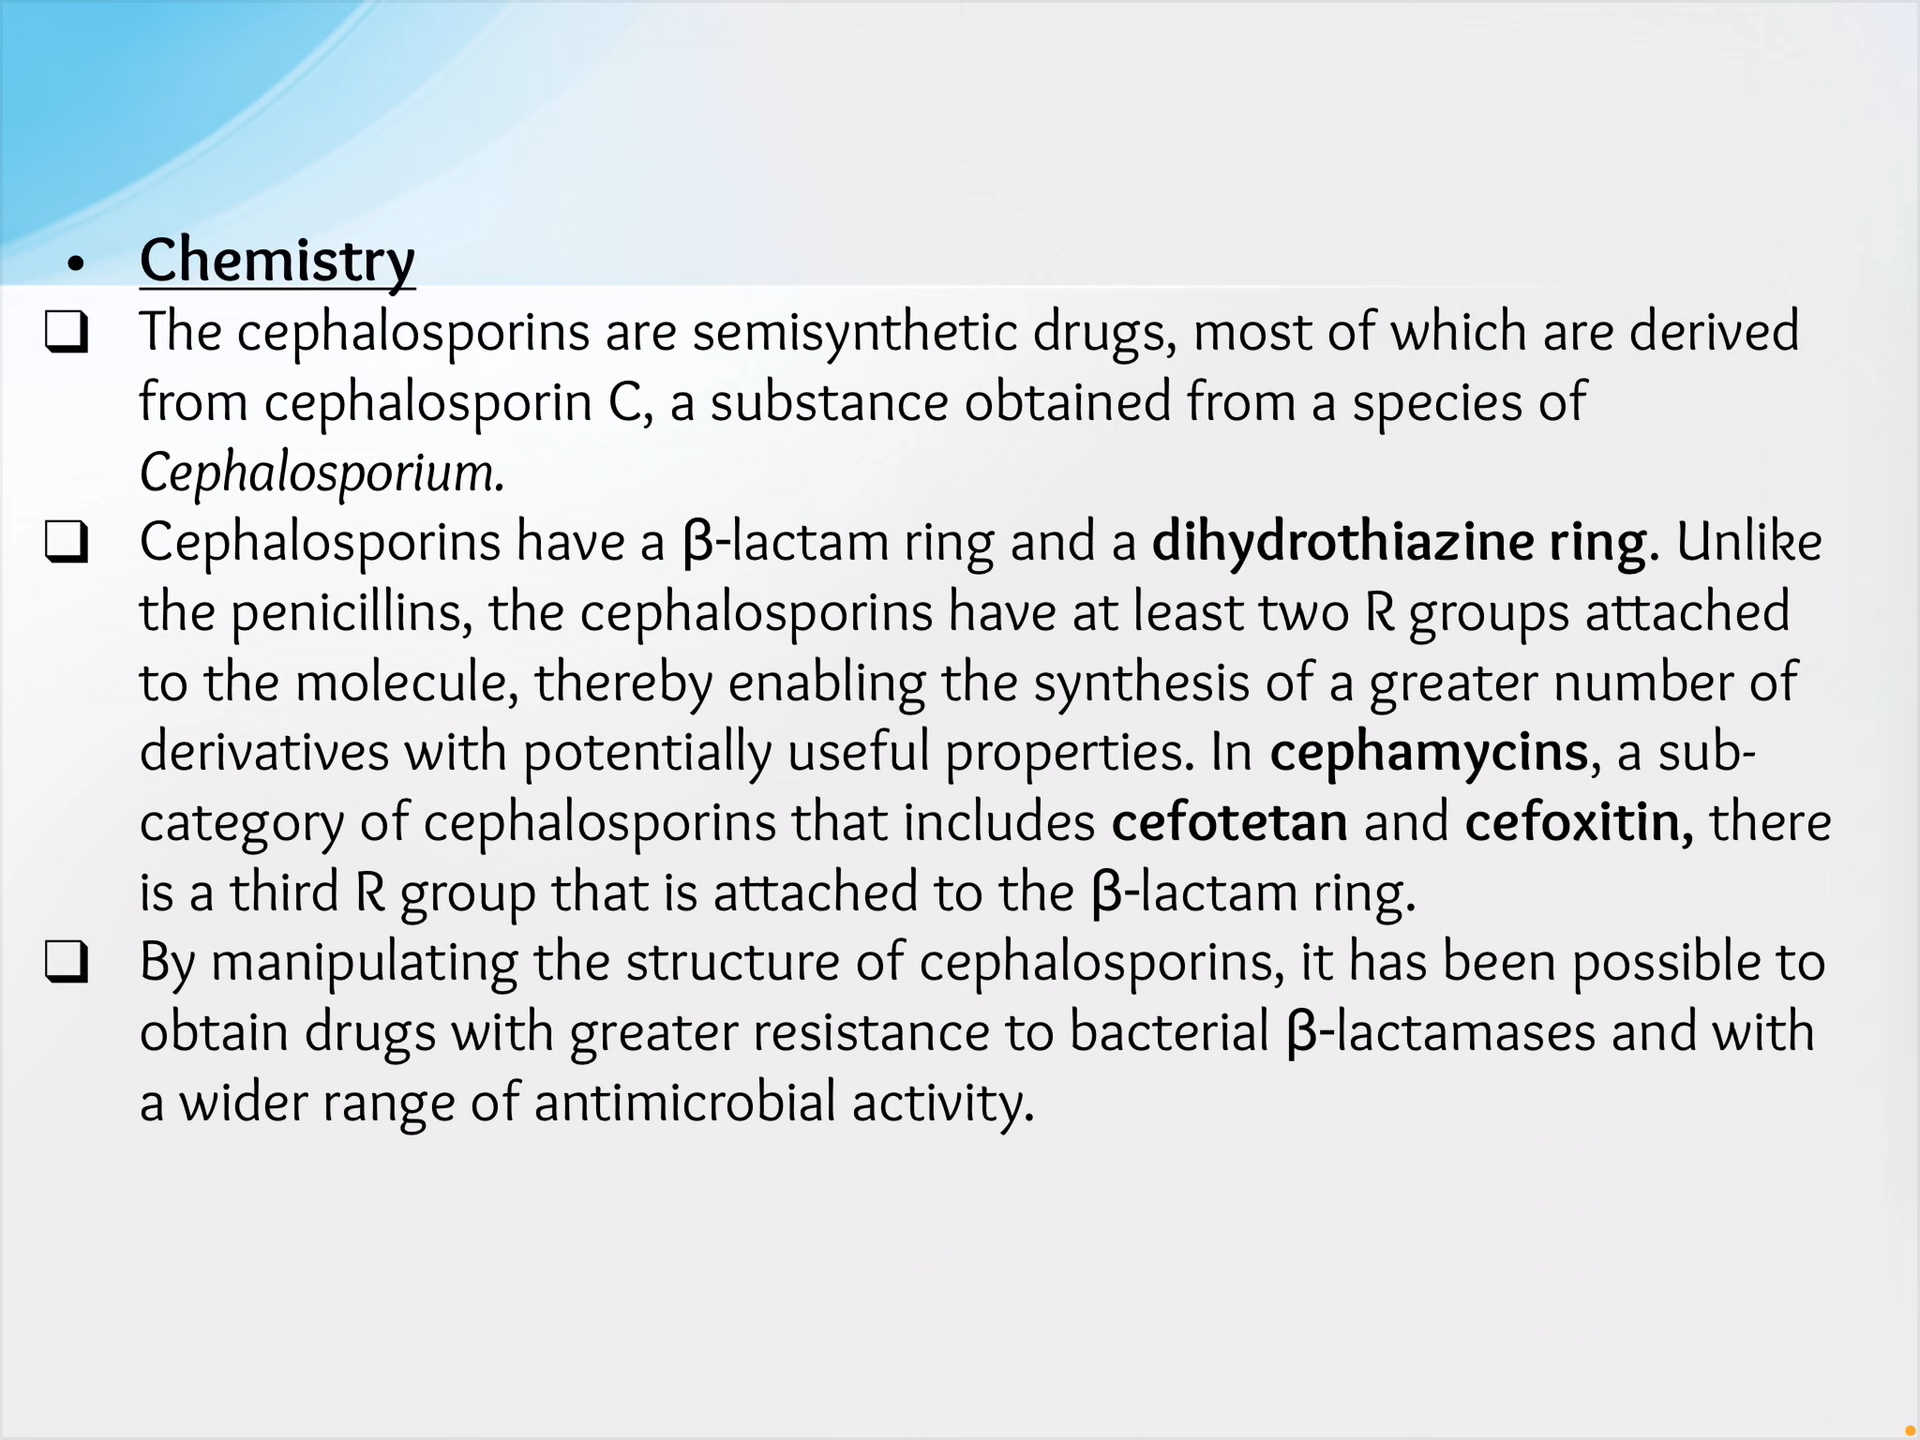 • Chemistry
❑ The cephalosporins are semisynthetic drugs, most of which are derived
from cephalosporin C, a substance obtained from a species of
Cephalosporium.
❑ Cephalosporins have a β-lactam ring and a dihydrothiazine ring. Unlike
the penicillins, the cephalosporins have at least two R groups attached
to the molecule, thereby enabling the synthesis of a greater number of
derivatives with potentially useful properties. In cephamycins, a sub-
category of cephalosporins that includes cefotetan and cefoxitin, there
is a third R group that is attached to the β-lactam ring.
❑ By manipulating the structure of cephalosporins, it has been possible to
obtain drugs with greater resistance to bacterial β-lactamases and with
a wider range of antimicrobial activity.